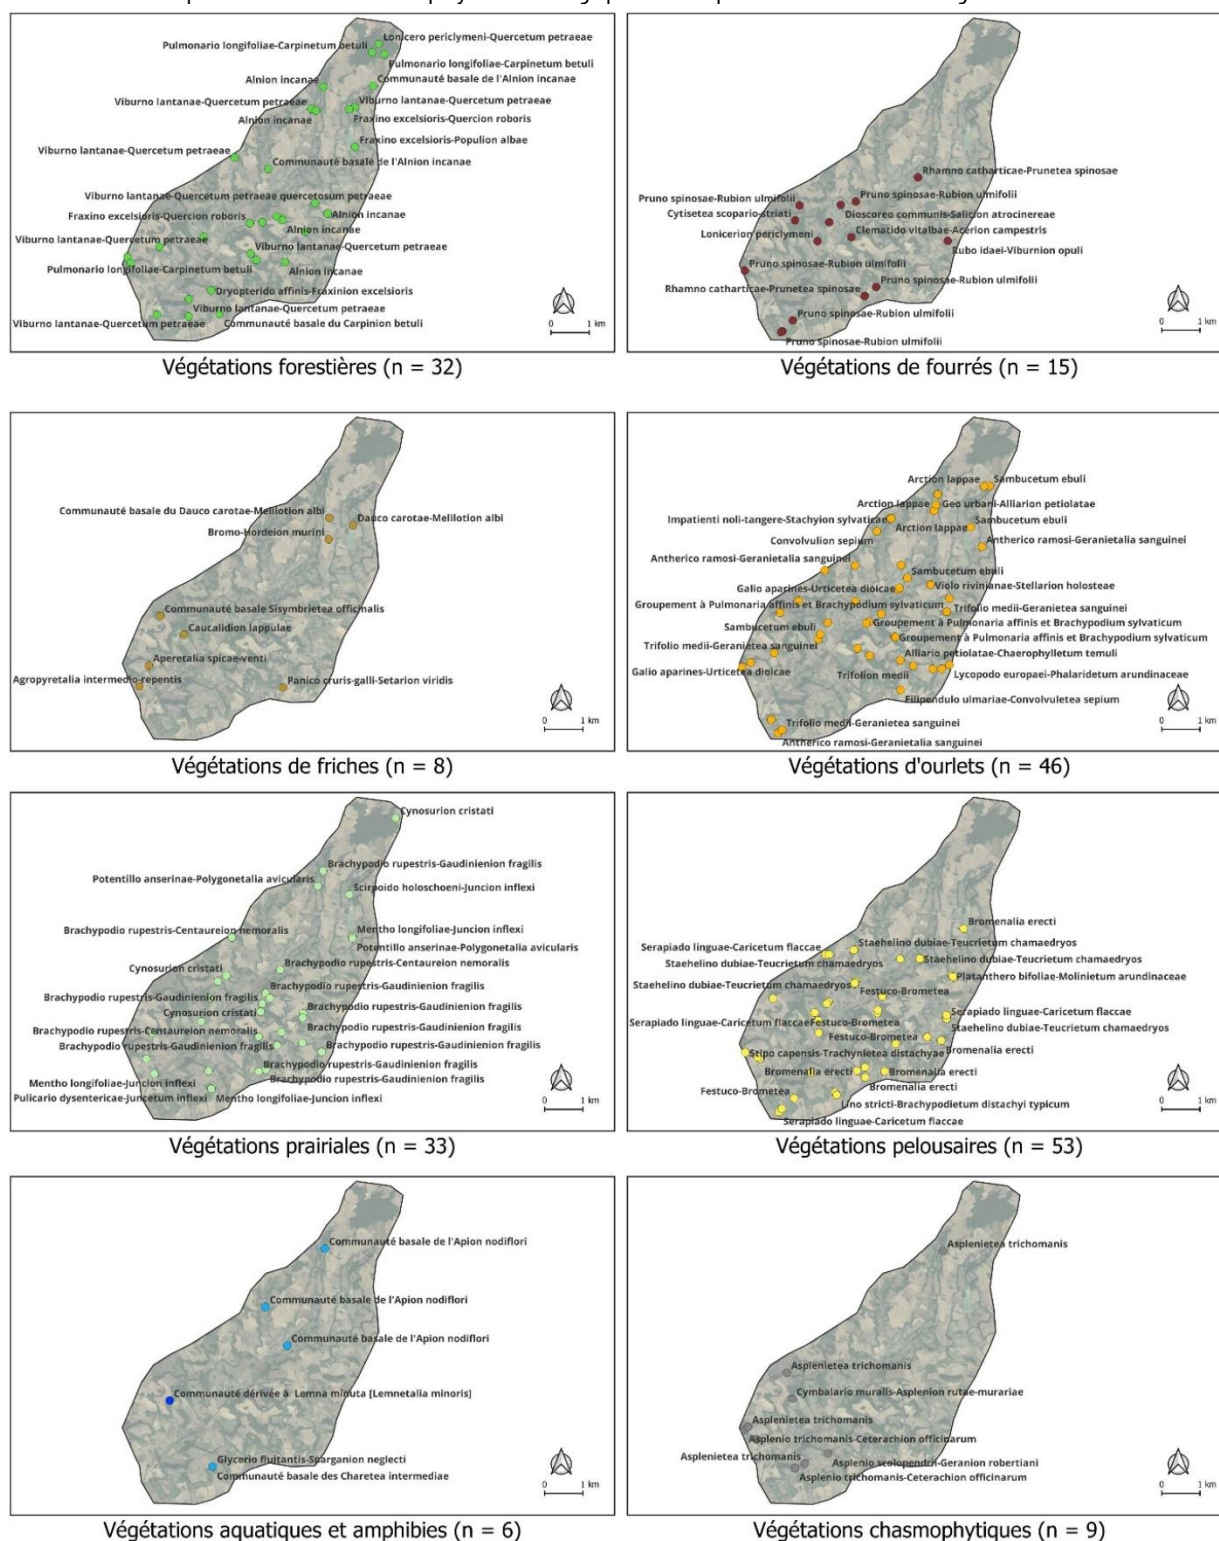 Pulmonario longifoliae-Carpinetum betuli
Lonicero periclymeni-Quercetum petraeae
Pulmonario longifoliae-Carpinetum betuli
Alnion incanae
Communauté basale de l'Alnion incanae
Viburno lantanae-Quercetum petraeae
Viburno lantanae-Quercetum petraeae
Alnion incanae
Fraxino excelsioris-Quercion roboris
Fraxino excelsioris-Populion albae
Viburno lantanae-Quercetum petraeae
Communauté basale de l'Alnion incanae
Viburno lantanae-Quercetum petraeae quercetosum petraeae
Fraxino excelsioris-Quercion roboris
Alnion incanae
Alnion incanae
Viburno lantanae-Quercetum petraeae
Viburno lantanae-Quercetum petraeae
Pulmonario longifoliae-Carpinetum betuli
Alnion incanae
Dryopterido affinis-Fraxinion excelsioris
Viburno lantanae-Quercetum petraeae
Viburno lantanae-Quercetum petraeae
Communauté basale du Carpinion betuli
0 1 km
Végétations forestières (n = 32)
Rhamno catharticae-Prunetea spinosae
Pruno spinosae-Rubion ulmifolii
Pruno spinosae-Rubion ulmifolii
Cytisetea scopario-striati
Dioscoreo communis-Salicion atrocinereae
Lonicerion periclymeni
Clematido vitalbae-Acerion campestris
Rubo idaei-Viburnion opuli
Pruno spinosae-Rubion ulmifolii
Rhamno catharticae-Prunetea spinosae
Pruno spinosae-Rubion ulmifolii
Pruno spinosae-Rubion ulmifolii
Pruno spinosae-Rubion ulmifolii
0 1 km
Végétations de fourrés (n = 15)
Communauté basale du Dauco carotae-Melilotion albi
Dauco carotae-Melilotion albi
Bromo-Hordeion murini
Communauté basale Sisymbrietea officinalis
Caucalidion lappulae
Aperetalia spicae-venti
Agropyretalia intermedio-repentis
Panico cruris-galli-Setarion viridis
0 1 km
Végétations de friches (n = 8)
Arction lappae
Sambucetum ebuli
Arction lappae
Geo urbani-Alliarion petiolatae
Impatienti noli-tangere-Stachyion sylvaticae
Arction lappae
Sambucetum ebuli
Convolvulion sepium
Antherico ramosi-Geranietalia sanguinei
Antherico ramosi-Geranietalia sanguinei
Sambucetum ebuli
Galio aparines-Urticetea dioicae
Violo rivinianae-Stellarion holosteae
Groupement à Pulmonaria affinis et Brachypodium sylvaticum
Trifolio medii-Geranietea sanguinei
Sambucetum ebuli
Groupement à Pulmonaria affinis et Brachypodium sylvaticum
Trifolio medii-Geranietea sanguinei
Groupement à Pulmonaria affinis et Brachypodium sylvaticum
Alliario petiolatae-Chaerophylletum temuli
Galio aparines-Urticetea dioicae
Trifolion medii
Lycopodo europaei-Phalaridetum arundinaceae
Filipendulo ulmariae-Convolvuletea sepium
Trifolio medii-Geranietea sanguinei
Antherico ramosi-Geranietalia sanguinei
0 1 km
Végétations d'ourlets (n = 46)
Cynosurion cristati
Brachypodio rupestris-Gaudinienion fragilis
Potentillo anserinae-Polygonetalia avicularis
Scirpoido holoschoeni-Juncion inflexi
Brachypodio rupestris-Centaureion nemoralis
Mentho longifoliae-Juncion inflexi
Potentillo anserinae-Polygonetalia avicularis
Cynosurion cristati
Brachypodio rupestris-Centaureion nemoralis
Brachypodio rupestris-Gaudinienion fragilis
Brachypodio rupestris-Gaudinienion fragilis
Cynosurion cristati
Brachypodio rupestris-Gaudinienion fragilis
Brachypodio rupestris-Centaureion nemoralis
Brachypodio rupestris-Gaudinienion fragilis
Brachypodio rupestris-Gaudinienion fragilis
Brachypodio rupestris-Gaudinienion fragilis
Brachypodio rupestris-Gaudinienion fragilis
Mentho longifoliae-Juncion inflexi
Brachypodio rupestris-Gaudinienion fragilis
Pulicario dysentericae-Juncetum inflexi
Mentho longifoliae-Juncion inflexi
0 1 km
Végétations prairiales (n = 33)
Bromenalia erecti
Serapiado linguae-Caricetum flaccae
Staehelino dubiae-Teucrietum chamaedryos
Staehelino dubiae-Teucrietum chamaedryos
Staehelino dubiae-Teucrietum chamaedryos
Platanthero bifoliae-Molinietum arundinaceae
Staehelino dubiae-Teucrietum chamaedryos
Festuco-Brometea
Serapiado linguae-Caricetum flaccae
Serapiado linguae-Caricetum flaccae
Festuco-Brometea
Staehelino dubiae-Teucrietum chamaedryos
Festuco-Brometea
Bromenalia erecti
Stipo capensis-Trachynietea distachyae
Bromenalia erecti
Bromenalia erecti
Bromenalia erecti
Festuco-Brometea
Lino stricti-Brachypodietum distachyi typicum
Serapiado linguae-Caricetum flaccae
0 1 km
Végétations pelousaires (n = 53)
Communauté basale de l'Apion nodiflori
Communauté basale de l'Apion nodiflori
Communauté basale de l'Apion nodiflori
Communauté dérivée à Lemna minuta [Lemnetalia minoris]
Glycerio fluitantis-Sparganion neglecti
Communauté basale des Charetea intermediae
0 1 km
Végétations aquatiques et amphibies (n = 6)
Asplenietea trichomanis
Asplenietea trichomanis
Cymbalario muralis-Asplenion rutae-murariae
Asplenietea trichomanis
Asplenio trichomanis-Ceterachion officinarum
Asplenietea trichomanis
Asplenio scolopendrii-Geranion robertiani
Asplenio trichomanis-Ceterachion officinarum
0 1 km
Végétations chasmophytiques (n = 9)